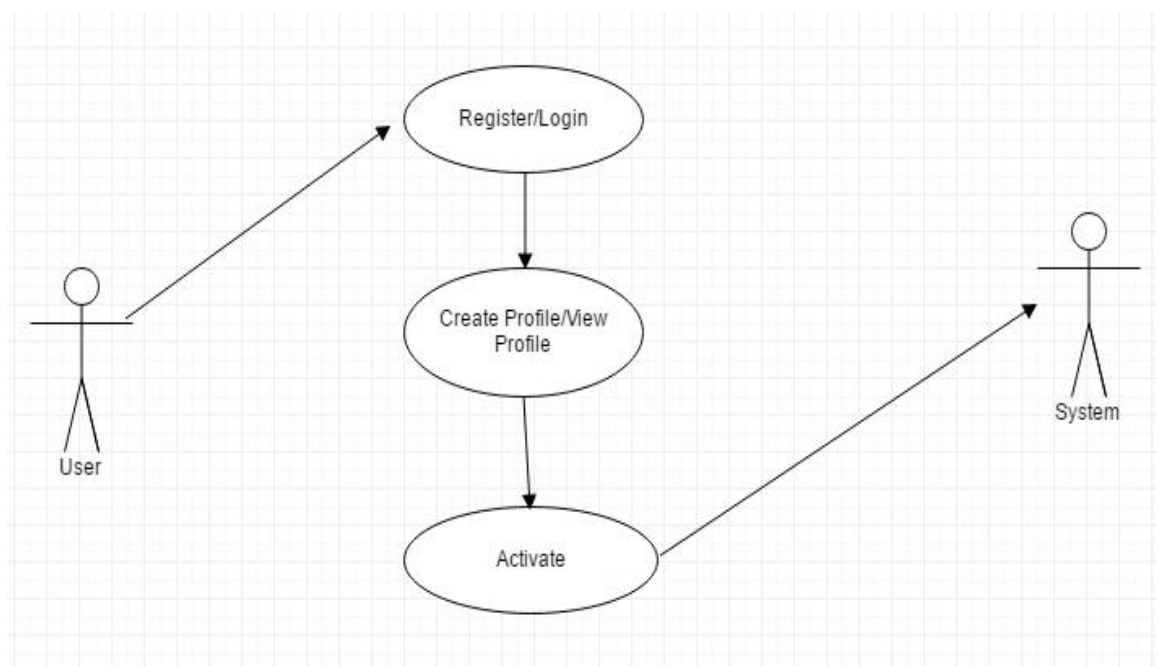 Register/Login
Create Profile/View
Profile
System
User
Activate